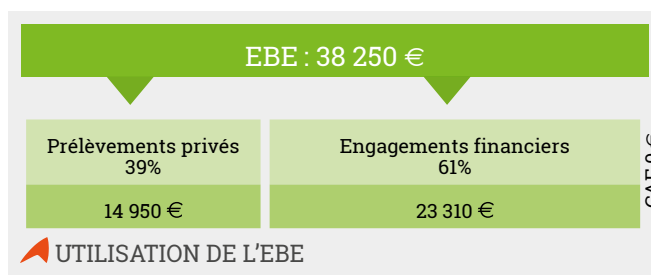 EBE : 38 250 €
Prélèvements privés
39%
Engagements financiers
61%
14 950 €
23 310 €
UTILISATION DE L'EBE